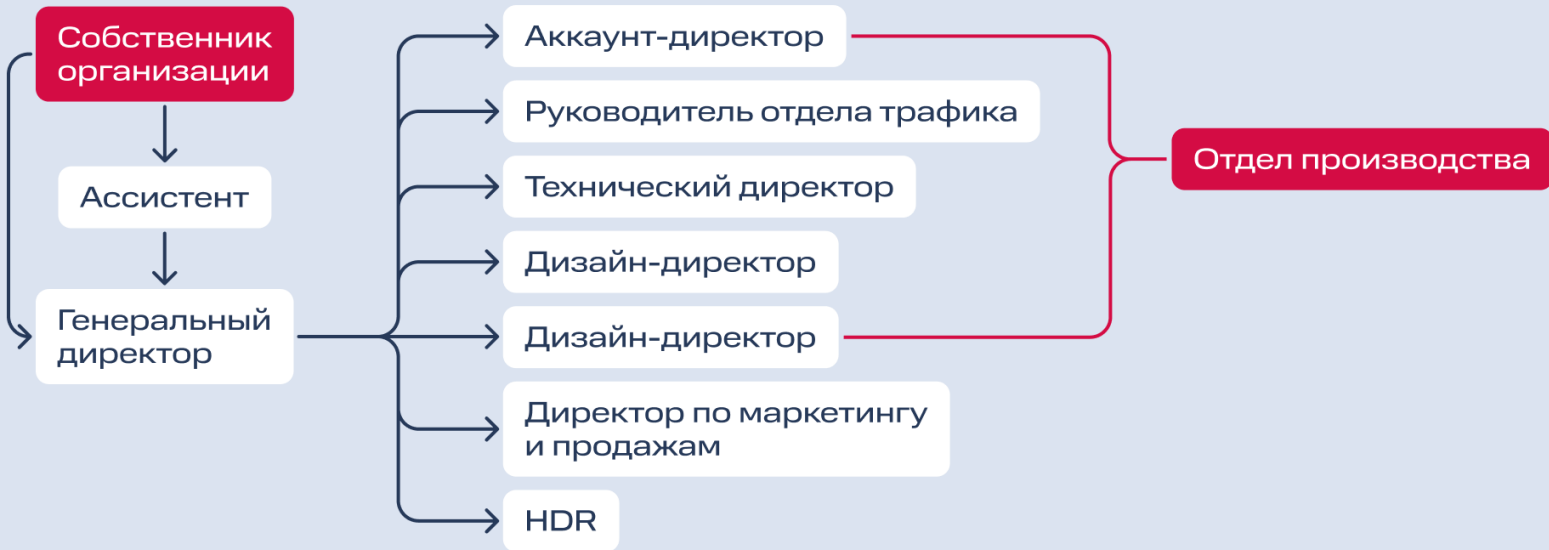 Собственник
организации
Ассистент
Генеральный
директор
Аккаунт-директор
Руководитель отдела трафика
Технический директор
Дизайн-директор
Дизайн-директор
Директор по маркетингу
и продажам
HDR
Отдел производства